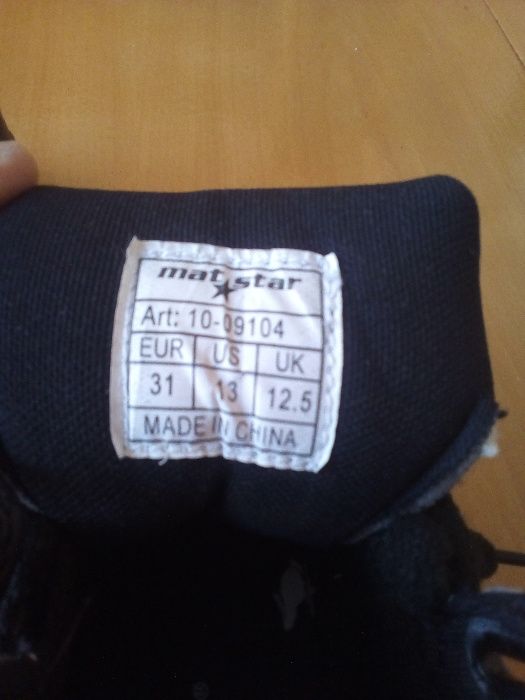 mat star
Art: 10-09104
EUR US UK
31 13 12.5
MADE IN CHINA